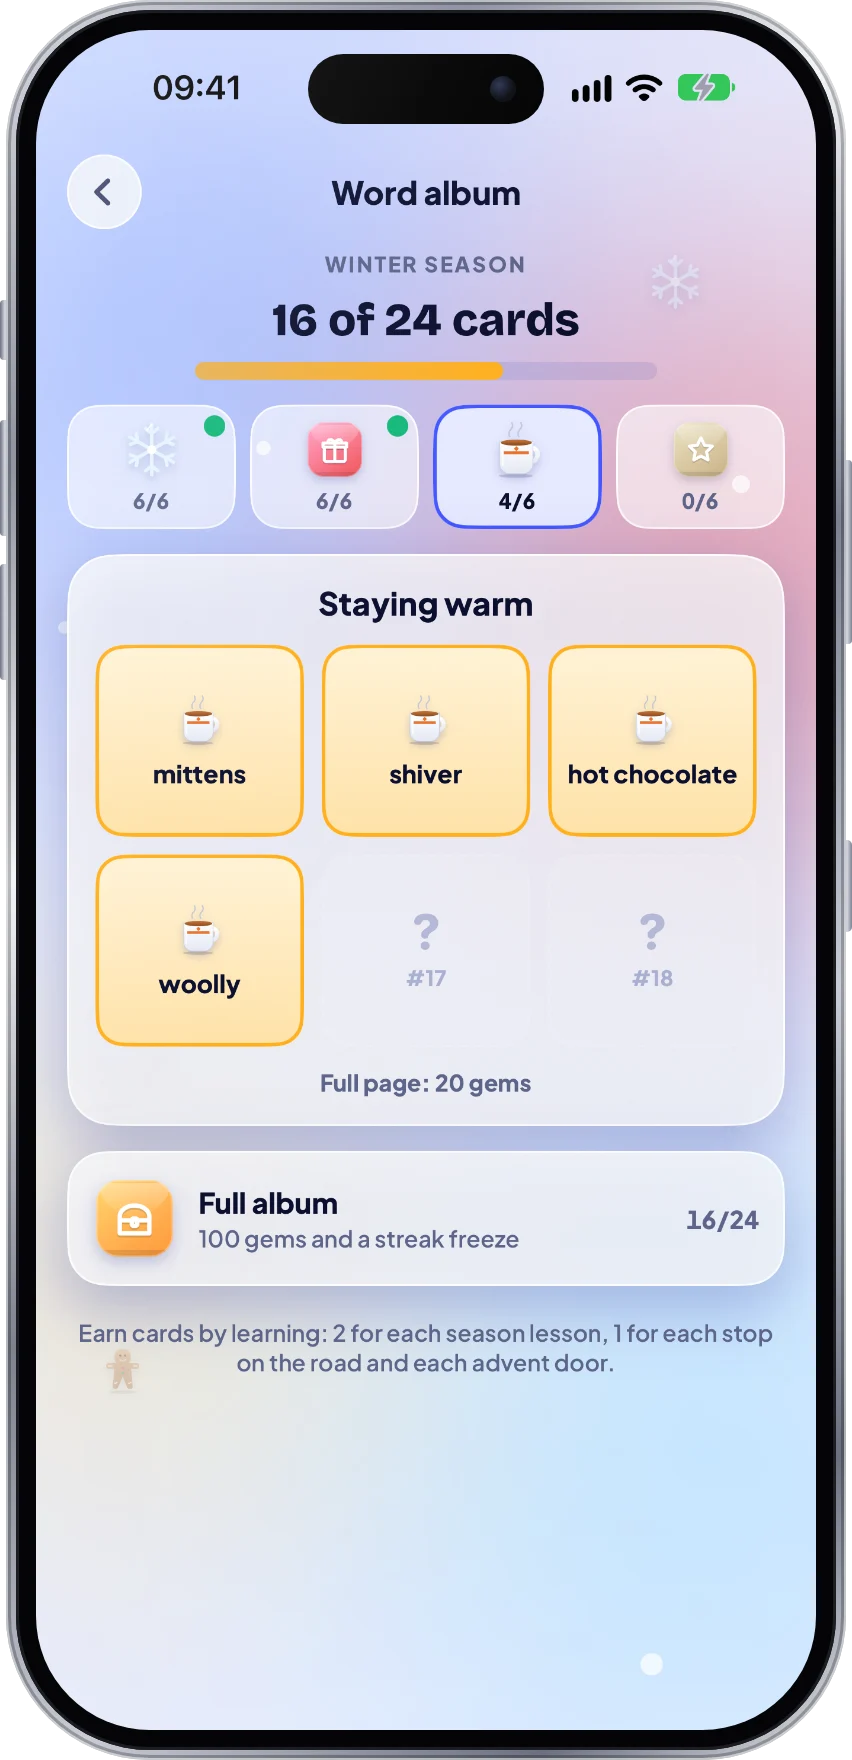 09:41
Word album
WINTER SEASON
16 of 24 cards
6/6
6/6
4/6
0/6
Staying warm
mittens
shiver
hot chocolate
woolly
?
#17
?
#18
Full page: 20 gems
Full album
100 gems and a streak freeze
16/24
Earn cards by learning: 2 for each season lesson, 1 for each stop
on the road and each advent door.